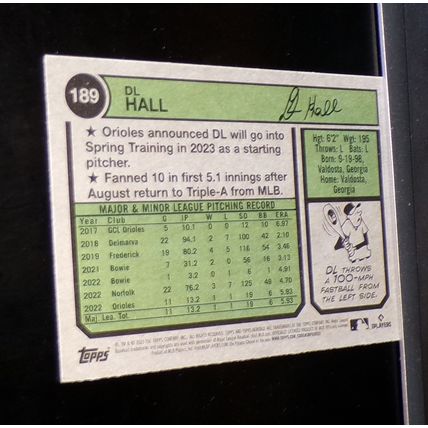 189
DL
HALL
DL Hall
★ Orioles announced DL will go into
Spring Training in 2023 as a starting
pitcher.
★ Fanned 10 in first 5.1 innings after
August return to Triple-A from MLB.
Hgt: 6'2" Wgt: 195
Throws: L Bats: L
Born: 9-19-98,
Valdosta, Georgia
Home: Valdosta,
Georgia
MAJOR & MINOR LEAGUE PITCHING RECORD
Year Club G IP W L SO BB ERA
2017 GCL Orioles 5 10.1 0 0 12 10 6.97
2018 Delmarva 22 94.1 2 7 100 42 2.10
2019 Frederick 19 80.2 4 5 116 54 3.46
2021 Bowie 7 31.2 2 0 56 16 3.13
2022 Bowie 1 3.2 0 1 6 1 4.91
2022 Norfolk 22 76.2 3 7 125 49 4.70
2022 Orioles 11 13.2 1 1 19 6 5.93
Maj. Lea. Tot. 11 13.2 1 1 19 6 5.93
DL THROWS
A 100-MPH
FASTBALL FROM
THE LEFT SIDE.
TOPPS
PLAYERS